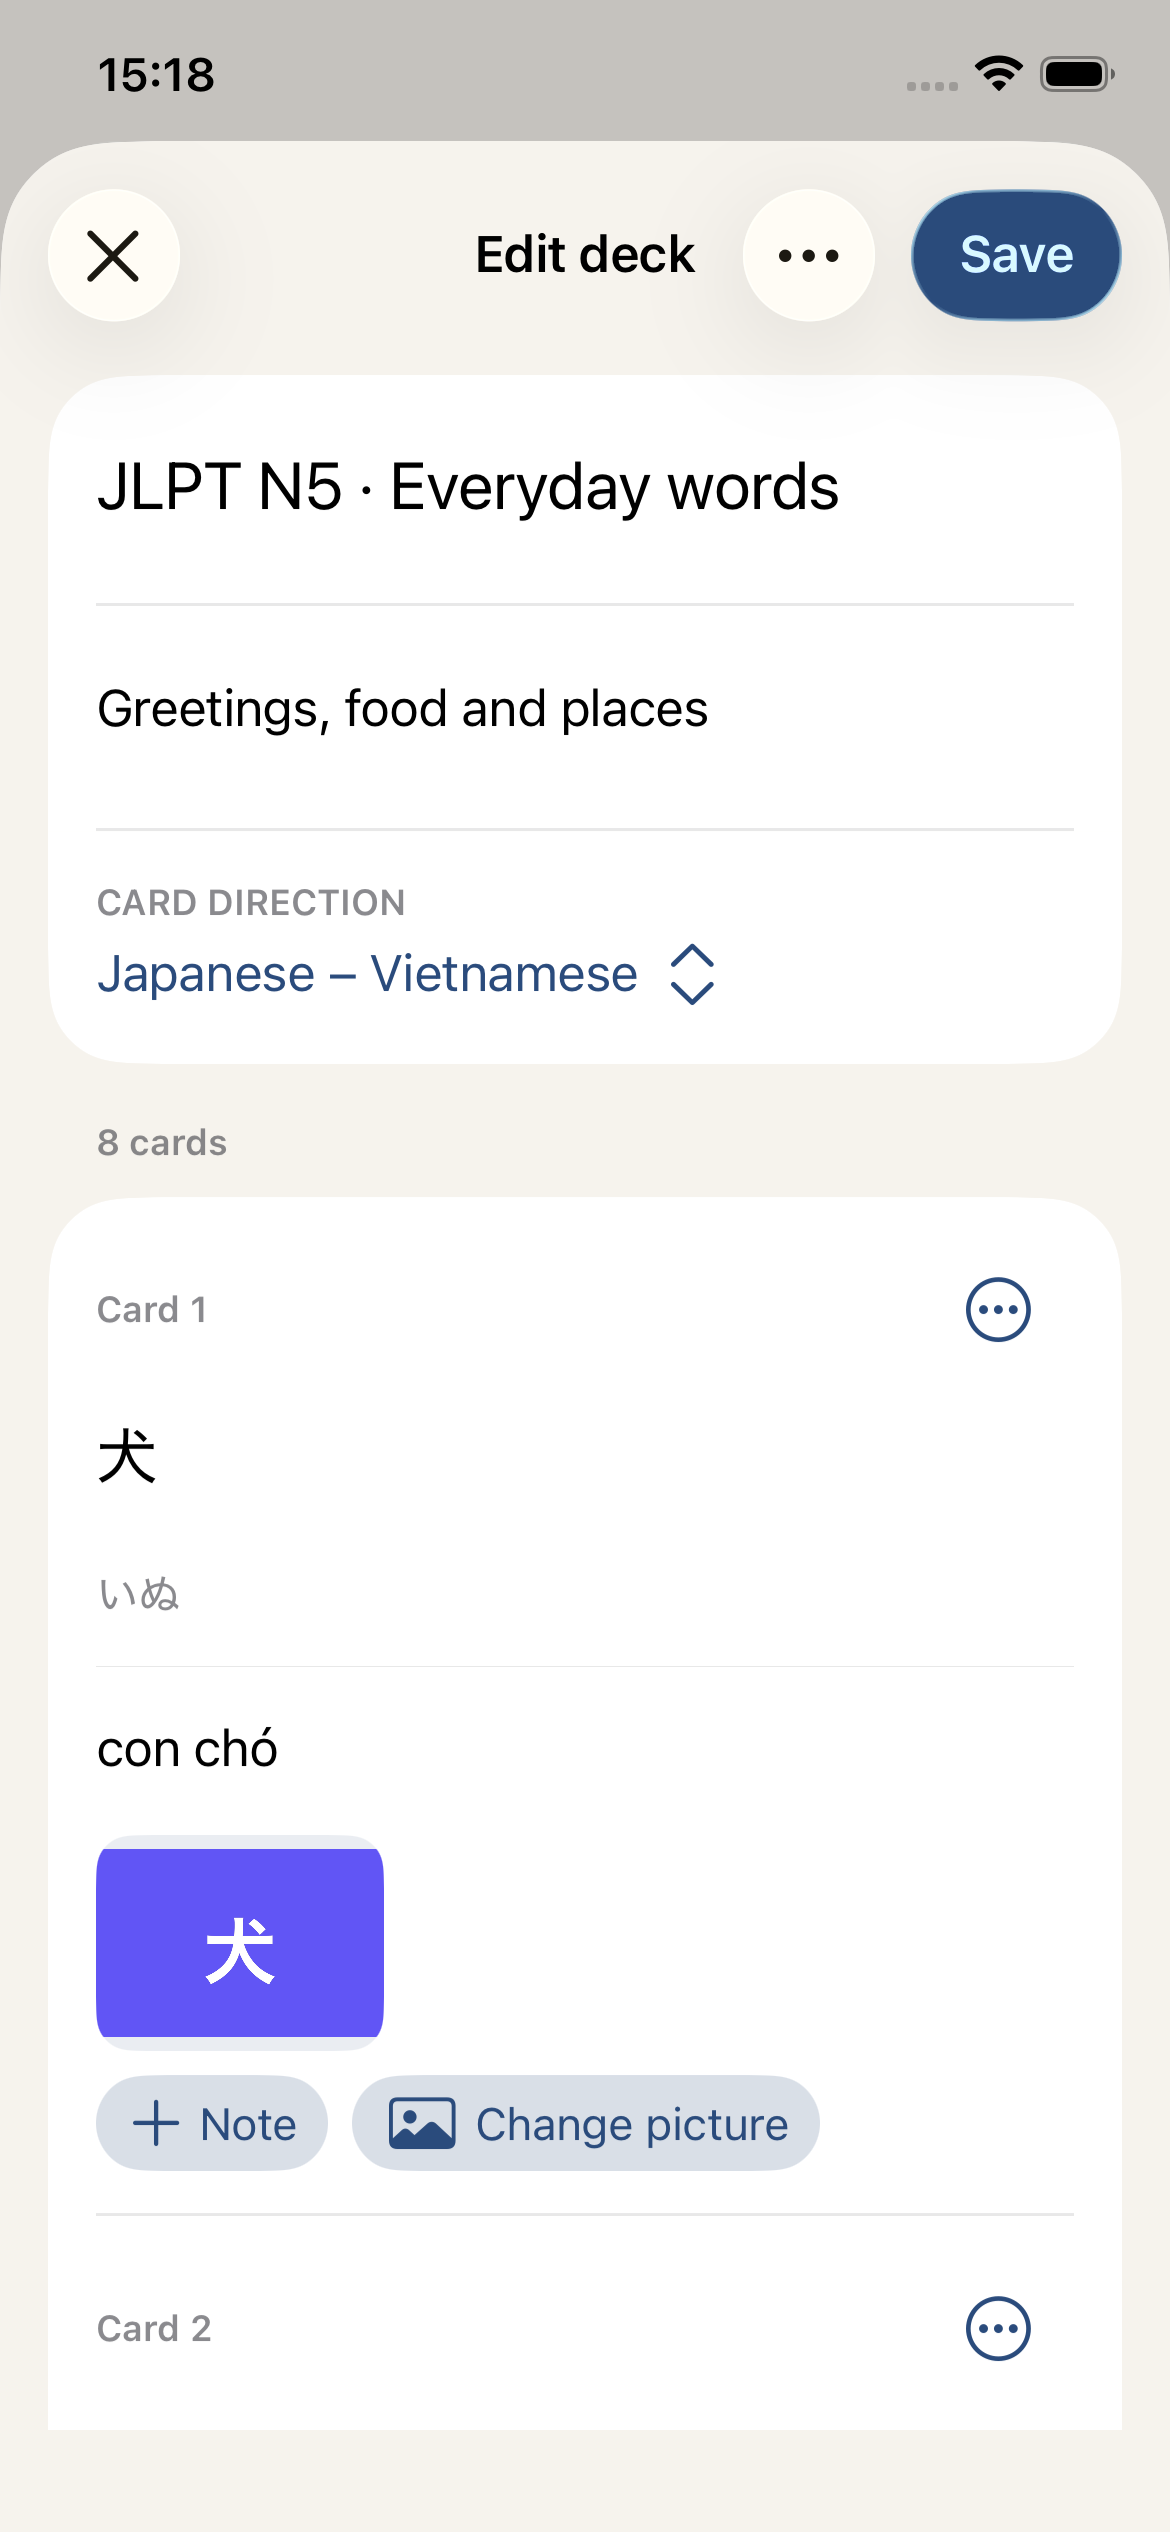 15:18
Edit deck
Save
JLPT N5 · Everyday words
Greetings, food and places
CARD DIRECTION
Japanese – Vietnamese
8 cards
Card 1
犬
いぬ
con chó
犬
Note
Change picture
Card 2